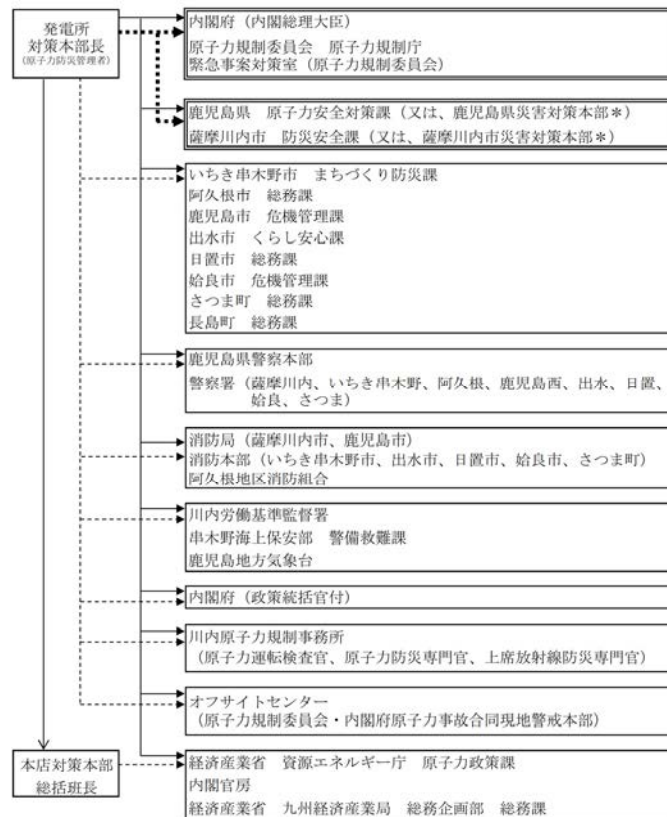 発電所
対策本部長
(原子力防災管理者)
内閣府（内閣総理大臣）
原子力規制委員会　原子力規制庁
緊急事案対策室（原子力規制委員会）
鹿児島県　原子力安全対策課（又は、鹿児島県災害対策本部＊）
薩摩川内市　防災安全課（又は、薩摩川内市災害対策本部＊）
いちき串木野市　まちづくり防災課
阿久根市　総務課
鹿児島市　危機管理課
出水市　くらし安心課
日置市　総務課
姶良市　危機管理課
さつま町　総務課
長島町　総務課
鹿児島県警察本部
警察署（薩摩川内、いちき串木野、阿久根、鹿児島西、出水、日置、
姶良、さつま）
消防局（薩摩川内市、鹿児島市）
消防本部（いちき串木野市、出水市、日置市、姶良市、さつま町）
阿久根地区消防組合
川内労働基準監督署
串木野海上保安部　警備救難課
鹿児島地方気象台
内閣府（政策統括官付）
川内原子力規制事務所
（原子力運転検査官、原子力防災専門官、上席放射線防災専門官）
オフサイトセンター
（原子力規制委員会・内閣府原子力事故合同現地警戒本部）
本店対策本部
総括班長
経済産業省　資源エネルギー庁　原子力政策課
内閣官房
経済産業省　九州経済産業局　総務企画部　総務課